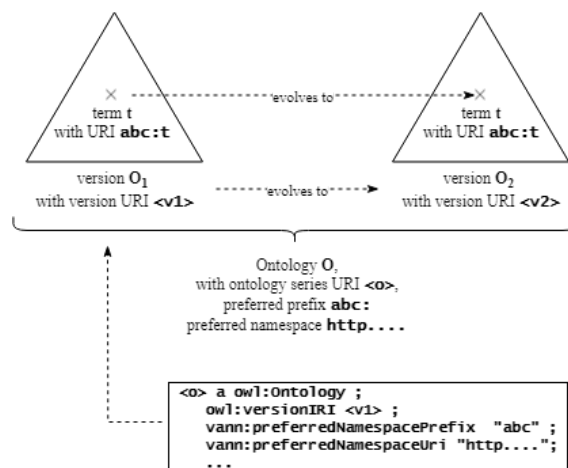 evolves to
term t
with URI abc:t
term t
with URI abc:t
version O1
with version URI <v1>
evolves to
version O2
with version URI <v2>
Ontology O,
with ontology series URI <o>,
preferred prefix abc:
preferred namespace http....
<o> a owl:Ontology ;
owl:versionIRI <v1> ;
vann:preferredNamespacePrefix "abc" ;
vann:preferredNamespaceUri "http....";
...